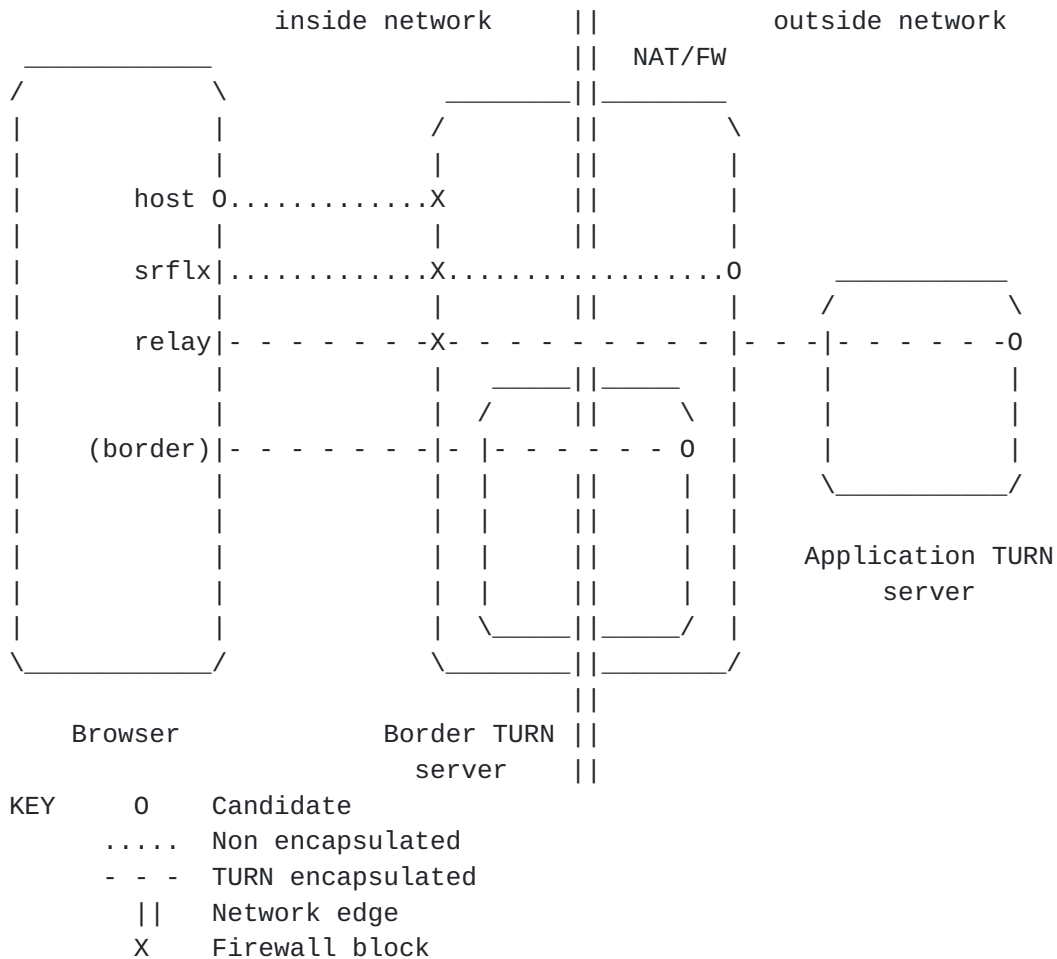 inside network || outside network
|| NAT/FW
host O.............X ||
srflx|.............X..................O
relay|- - - - - - -X- - - - - - - - - |- - -|- - - - - -O
(border)|- - - - - - -|- |- - - - - - O
Application TURN
server
||
Browser Border TURN ||
server ||
KEY O Candidate
..... Non encapsulated
- - - TURN encapsulated
|| Network edge
X Firewall block